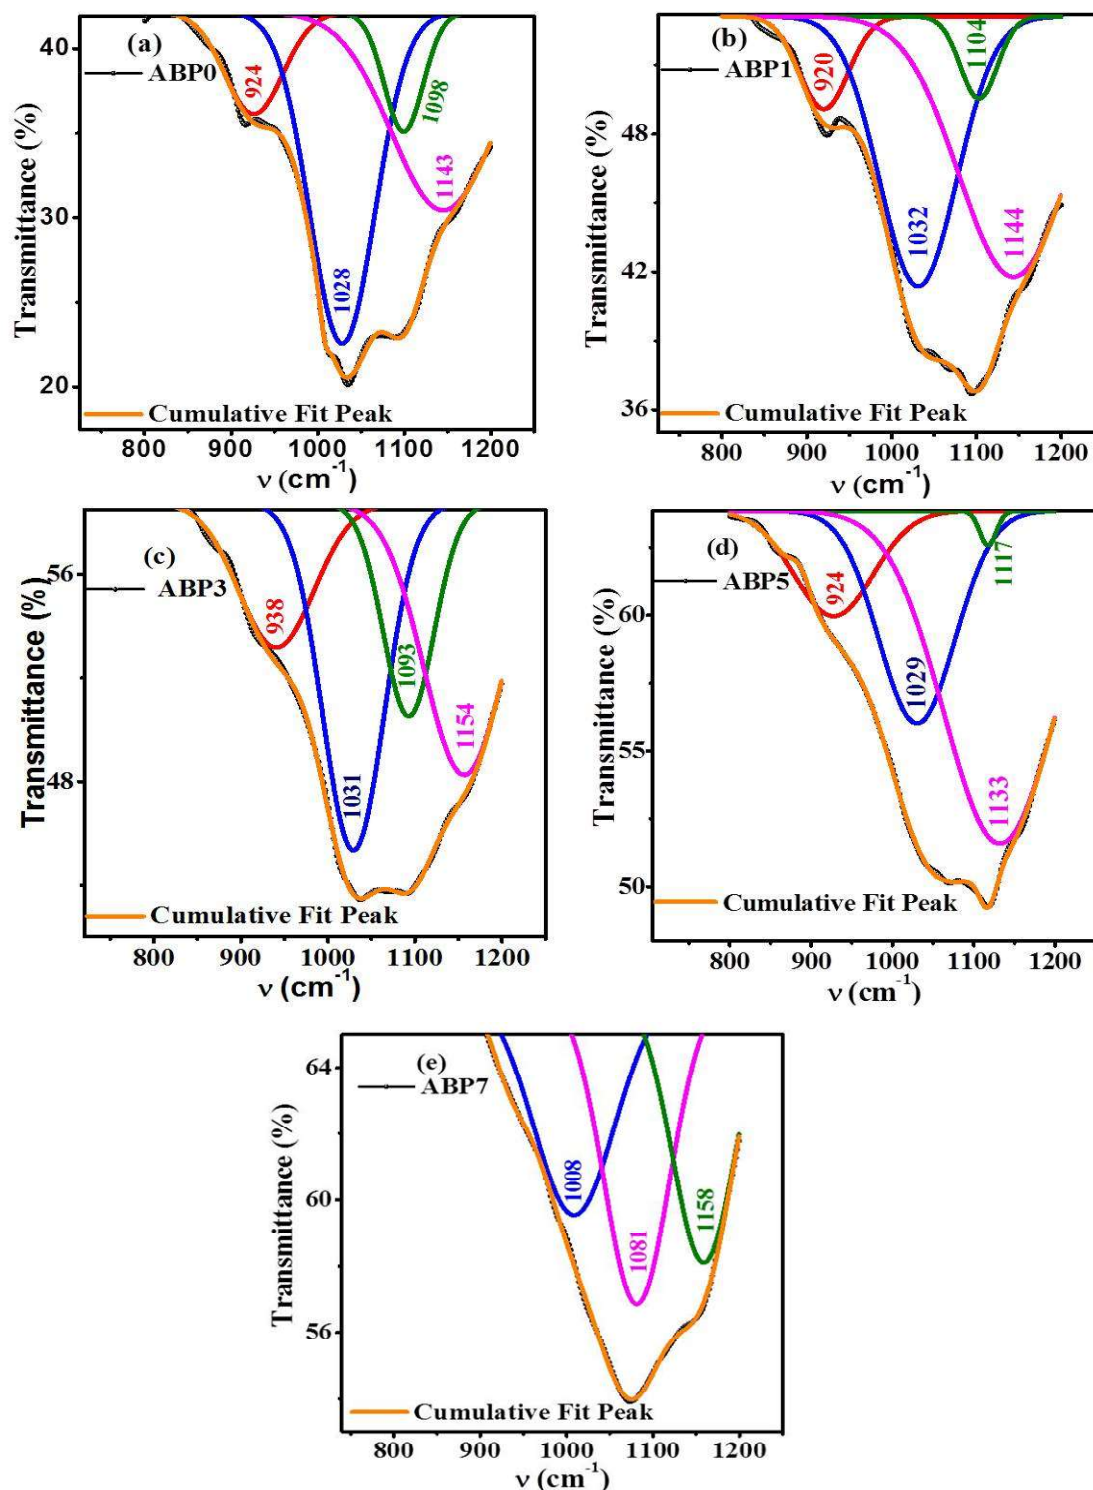 (a)
ABP0
40
30
20
Transmittance (%)
924
1028
1098
1143
Cumulative Fit Peak
800 900 1000 1100 1200
ν (cm-1)
(b)
ABP1
48
42
36
Transmittance (%)
920
1032
1104
1144
Cumulative Fit Peak
800 900 1000 1100 1200
ν (cm-1)
(c)
ABP3
56
48
Transmittance (%)
938
1031
1093
1154
Cumulative Fit Peak
800 900 1000 1100 1200
ν (cm-1)
(d)
ABP5
60
55
50
Transmittance (%)
924
1029
1117
1133
Cumulative Fit Peak
800 900 1000 1100 1200
ν (cm-1)
(e)
ABP7
64
60
56
Transmittance (%)
1008
1081
1158
Cumulative Fit Peak
800 900 1000 1100 1200
ν (cm-1)